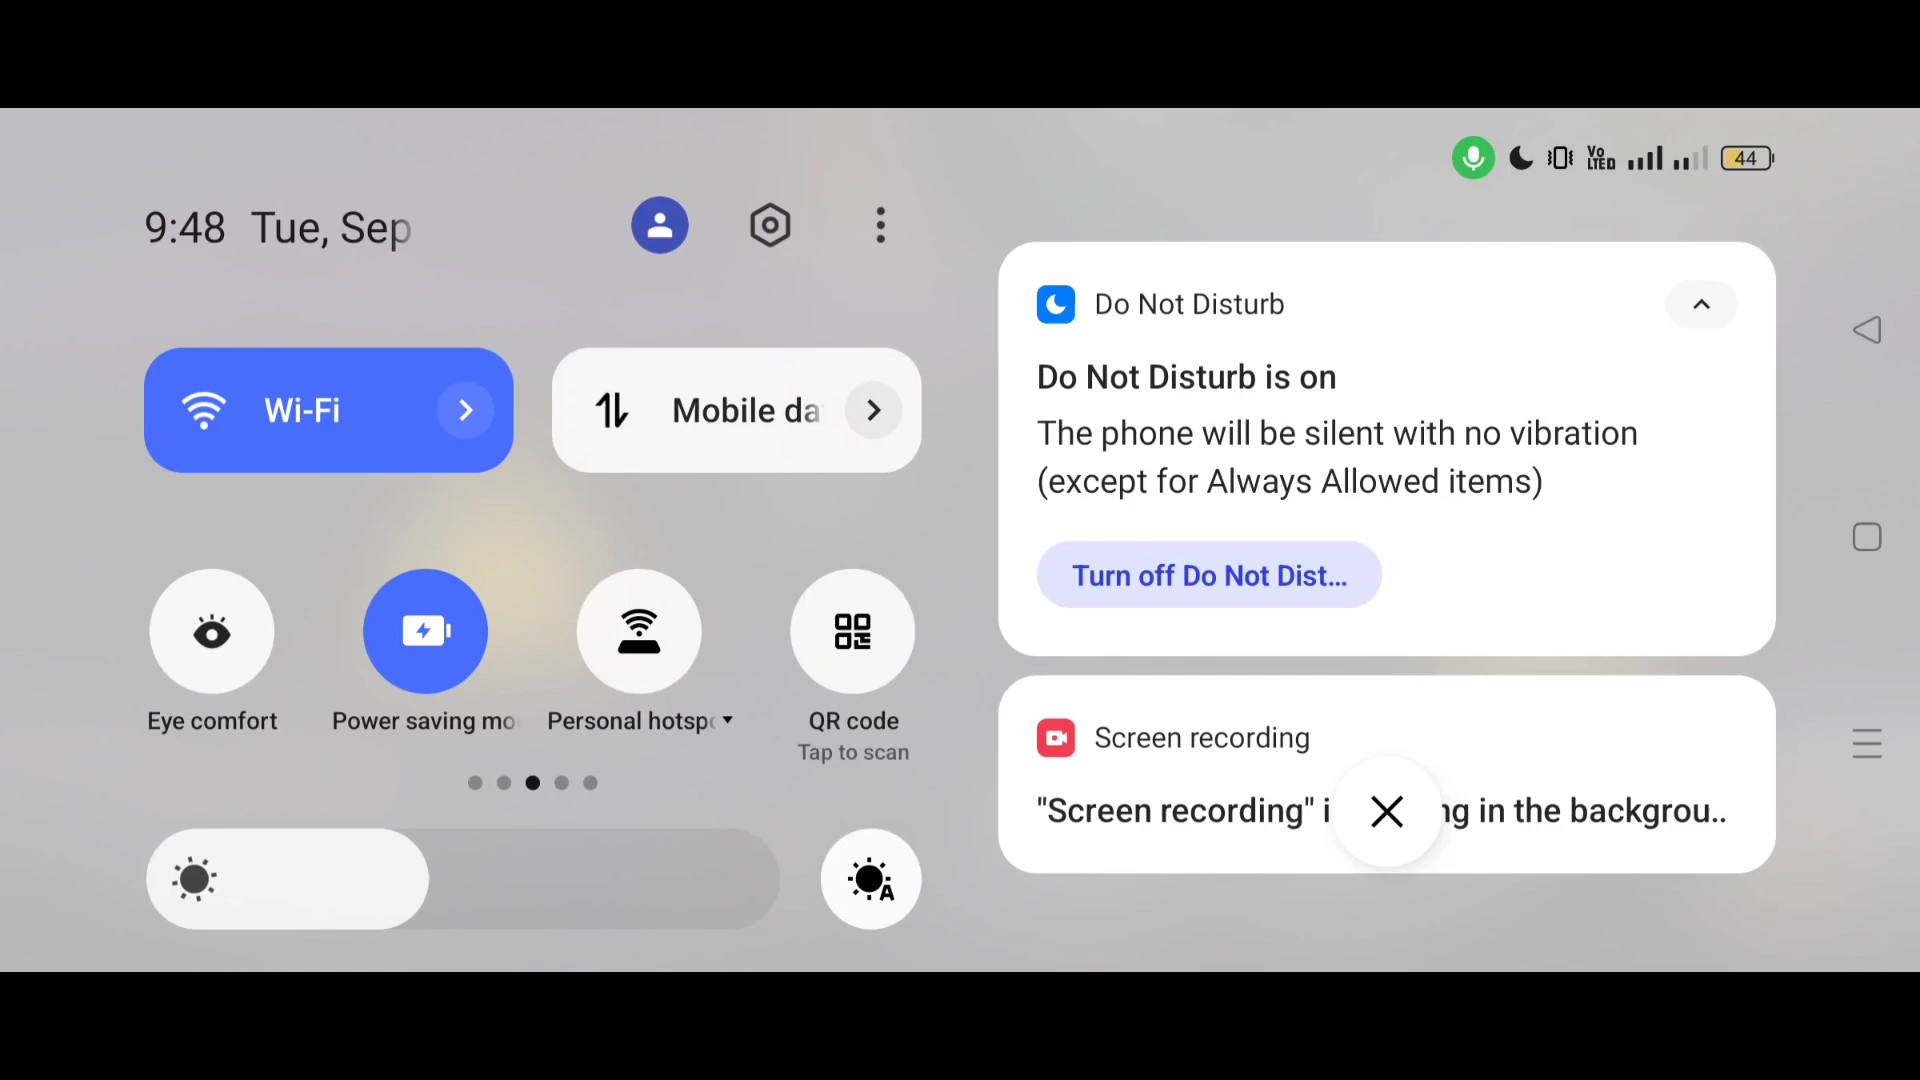 Vo
LTED
44
9:48 Tue, Sep
Wi-Fi
Mobile da
Eye comfort
Power saving mo
Personal hotsp
QR code
Tap to scan
A
Do Not Disturb
Do Not Disturb is on
The phone will be silent with no vibration
(except for Always Allowed items)
Turn off Do Not Dist...
Screen recording
"Screen recording" i ng in the backgrou..